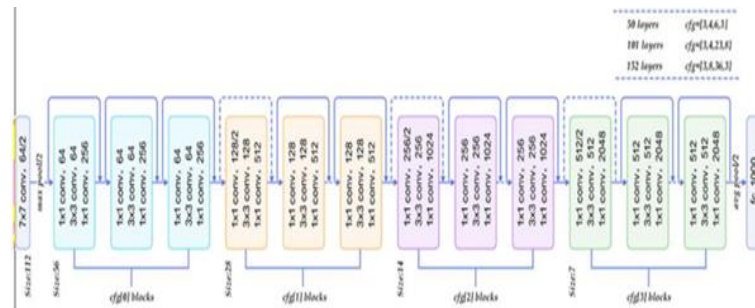 50 layers cfg=[3,4,6,3]
101 layers cfg=[3,4,23,8]
152 layers cfg=[3,8,36,3]
7x7 conv. 64/2
max pool/2
1x1 conv. 64
3x3 conv. 64
1x1 conv. 256
1x1 conv. 64
3x3 conv. 64
1x1 conv. 256
1x1 conv. 64
3x3 conv. 64
1x1 conv. 256
1x1 conv. 128/2
3x3 conv. 128
1x1 conv. 512
1x1 conv. 128
3x3 conv. 128
1x1 conv. 512
1x1 conv. 128
3x3 conv. 128
1x1 conv. 512
1x1 conv. 256/2
3x3 conv. 256
1x1 conv. 1024
1x1 conv. 256
3x3 conv. 256
1x1 conv. 1024
1x1 conv. 256
3x3 conv. 256
1x1 conv. 1024
1x1 conv. 512/2
3x3 conv. 512
1x1 conv. 2048
1x1 conv. 512
3x3 conv. 512
1x1 conv. 2048
1x1 conv. 512
3x3 conv. 512
1x1 conv. 2048
avg pool/2
fc 1000
Size:112
Size:56
Size:28
Size:14
Size:7
cfg[0] blocks
cfg[1] blocks
cfg[2] blocks
cfg[3] blocks